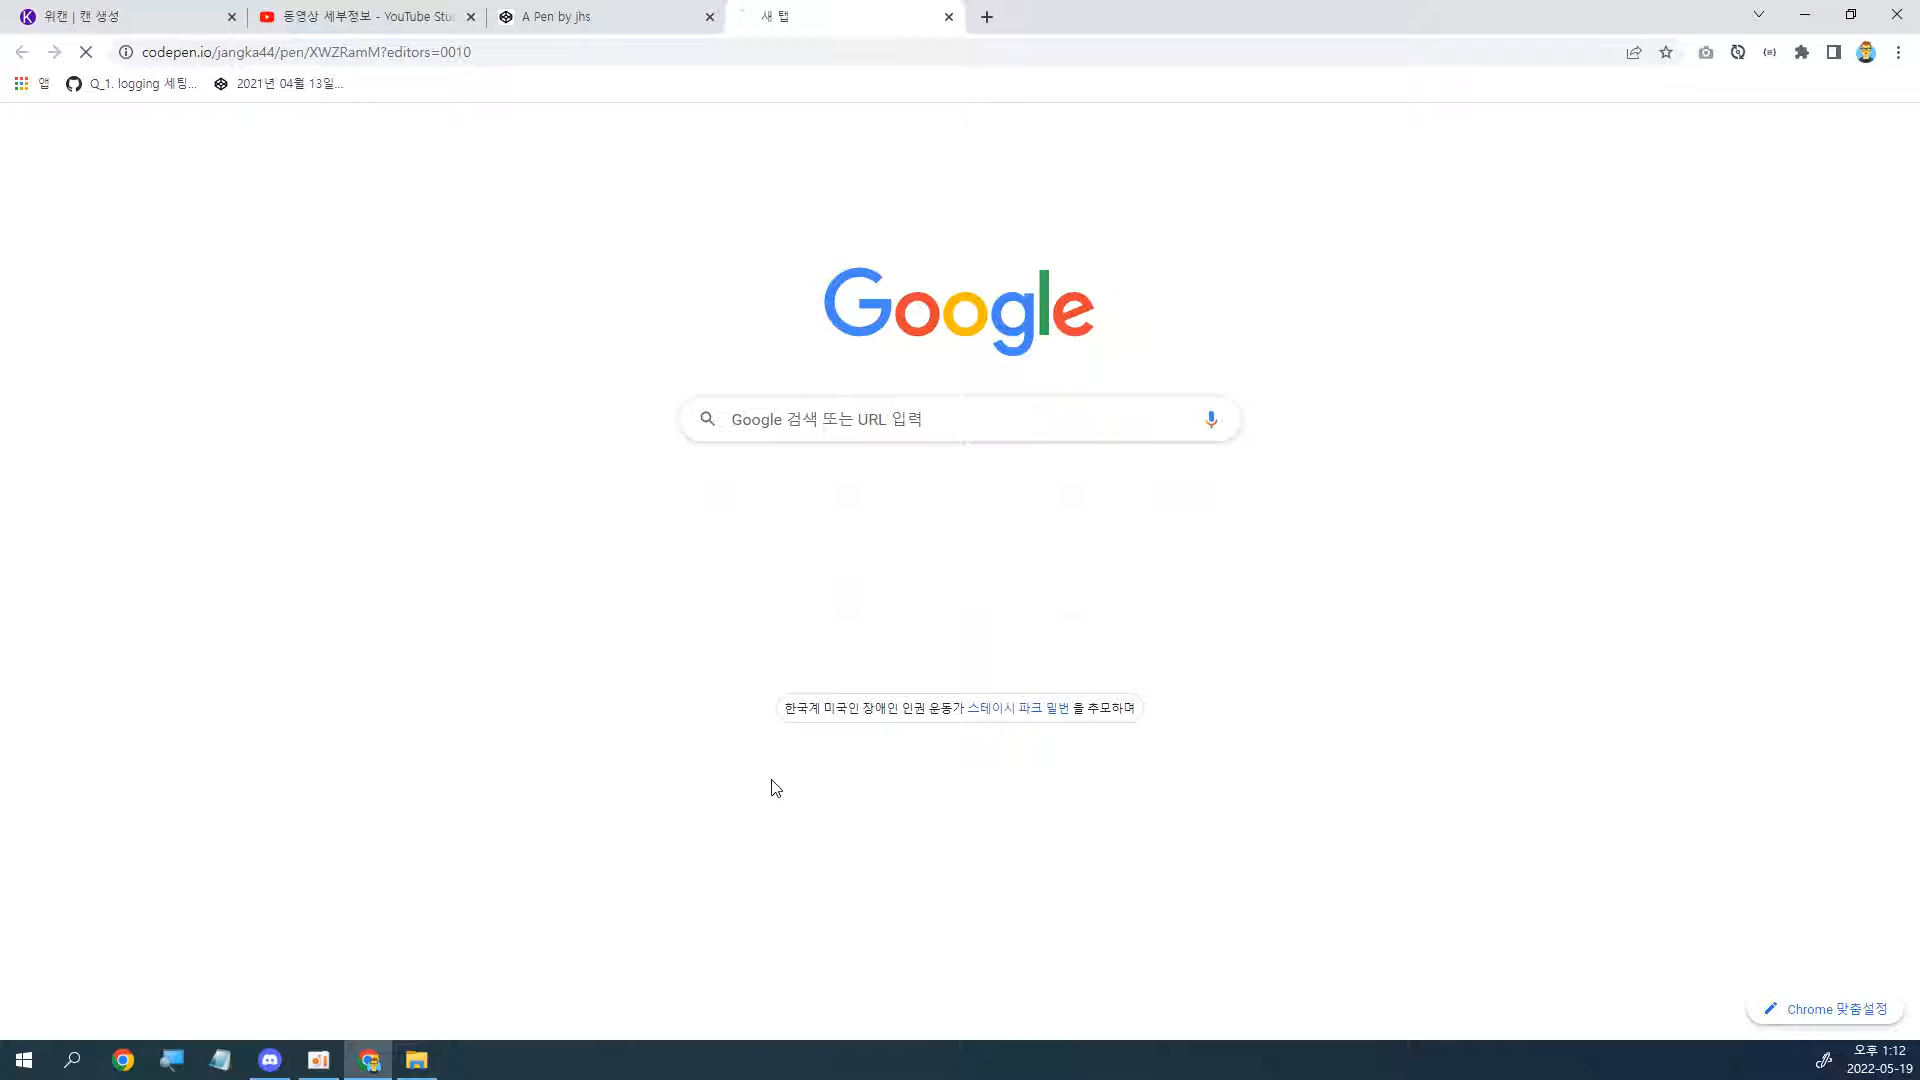 위캔 | 캔 생성
동영상 세부정보 - YouTube Stu
A Pen by jhs
새 탭
codepen.io/jangka44/pen/XWZRamM?editors=0010
앱
Q_1. logging 세팅...
2021년 04월 13일...
Google
Google 검색 또는 URL 입력
한국계 미국인 장애인 인권 운동가 스테이시 파크 밀번 을 추모하며
Chrome 맞춤설정
오후 1:12
2022-05-19